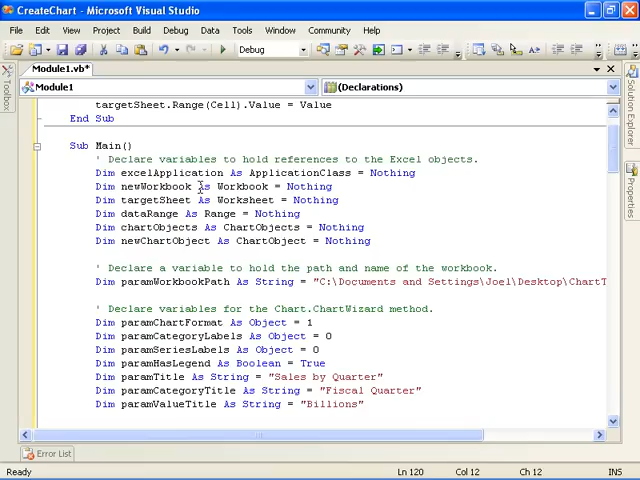 CreateChart - Microsoft Visual Studio
File Edit View Project Build Debug Data Tools Window Community Help
Debug
Module1.vb*
Module1 (Declarations)
targetSheet.Range(Cell).Value = Value
End Sub
Sub Main()
' Declare variables to hold references to the Excel objects.
Dim excelApplication As ApplicationClass = Nothing
Dim newWorkbook As Workbook = Nothing
Dim targetSheet As Worksheet = Nothing
Dim dataRange As Range = Nothing
Dim chartObjects As ChartObjects = Nothing
Dim newChartObject As ChartObject = Nothing
' Declare a variable to hold the path and name of the workbook.
Dim paramWorkbookPath As String = "C:\Documents and Settings\Joel\Desktop\ChartT
' Declare variables for the Chart.ChartWizard method.
Dim paramChartFormat As Object = 1
Dim paramCategoryLabels As Object = 0
Dim paramSeriesLabels As Object = 0
Dim paramHasLegend As Boolean = True
Dim paramTitle As String = "Sales by Quarter"
Dim paramCategoryTitle As String = "Fiscal Quarter"
Dim paramValueTitle As String = "Billions"
Toolbox
Solution Explorer
Properties
Error List
Ready Ln 120 Col 12 Ch 12 INS